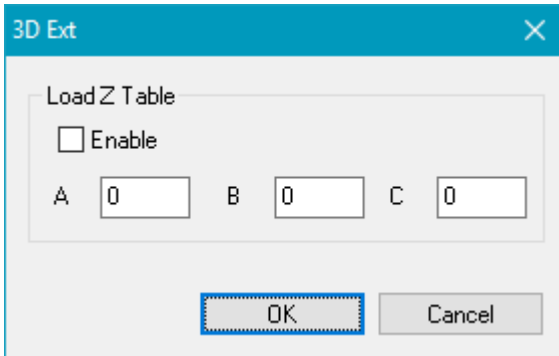 3D Ext
Load Z Table
Enable
A 0 B 0 C 0
OK Cancel